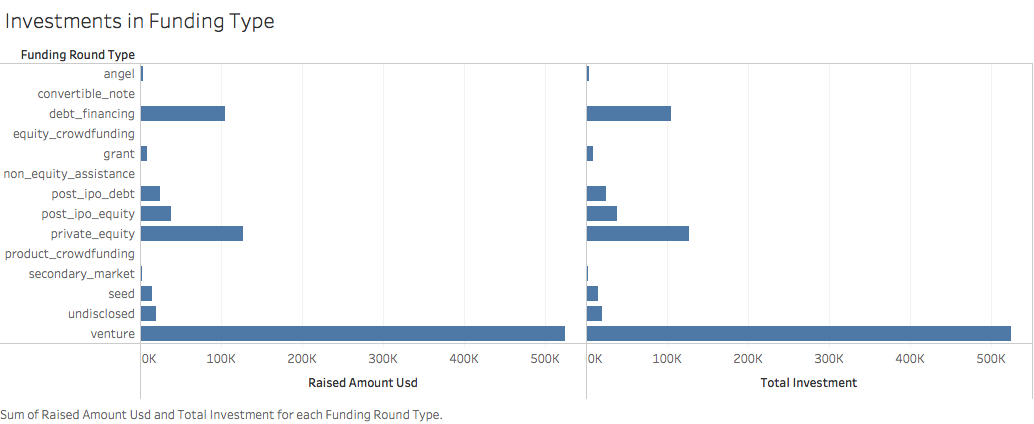 Investments in Funding Type
Funding Round Type
angel
convertible_note
debt_financing
equity_crowdfunding
grant
non_equity_assistance
post_ipo_debt
post_ipo_equity
private_equity
product_crowdfunding
secondary_market
seed
undisclosed
venture
0K 100K 200K 300K 400K 500K 0K 100K 200K 300K 400K 500K
Raised Amount Usd Total Investment
Sum of Raised Amount Usd and Total Investment for each Funding Round Type.